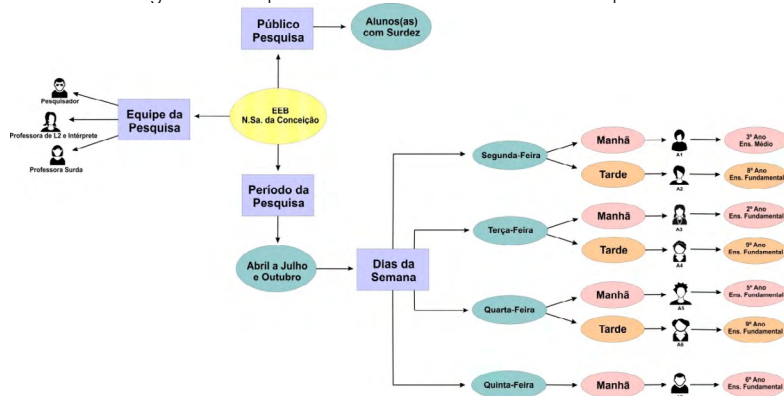 Público
Pesquisa
Alunos(as)
com Surdez
Pesquisador
Professora de L2 e Intérprete
Professora Surda
Equipe da
Pesquisa
EEB
N.Sa. da Conceição
Período da
Pesquisa
Abril a Julho
e Outubro
Dias da
Semana
Segunda-Feira
Manhã
A1
3º Ano
Ens. Médio
Tarde
A2
8º Ano
Ens. Fundamental
Terça-Feira
Manhã
A3
2º Ano
Ens. Fundamental
Tarde
A4
9º Ano
Ens. Fundamental
Quarta-Feira
Manhã
A5
5º Ano
Ens. Fundamental
Tarde
A6
9º Ano
Ens. Fundamental
Quinta-Feira
Manhã
6º Ano
Ens. Fundamental